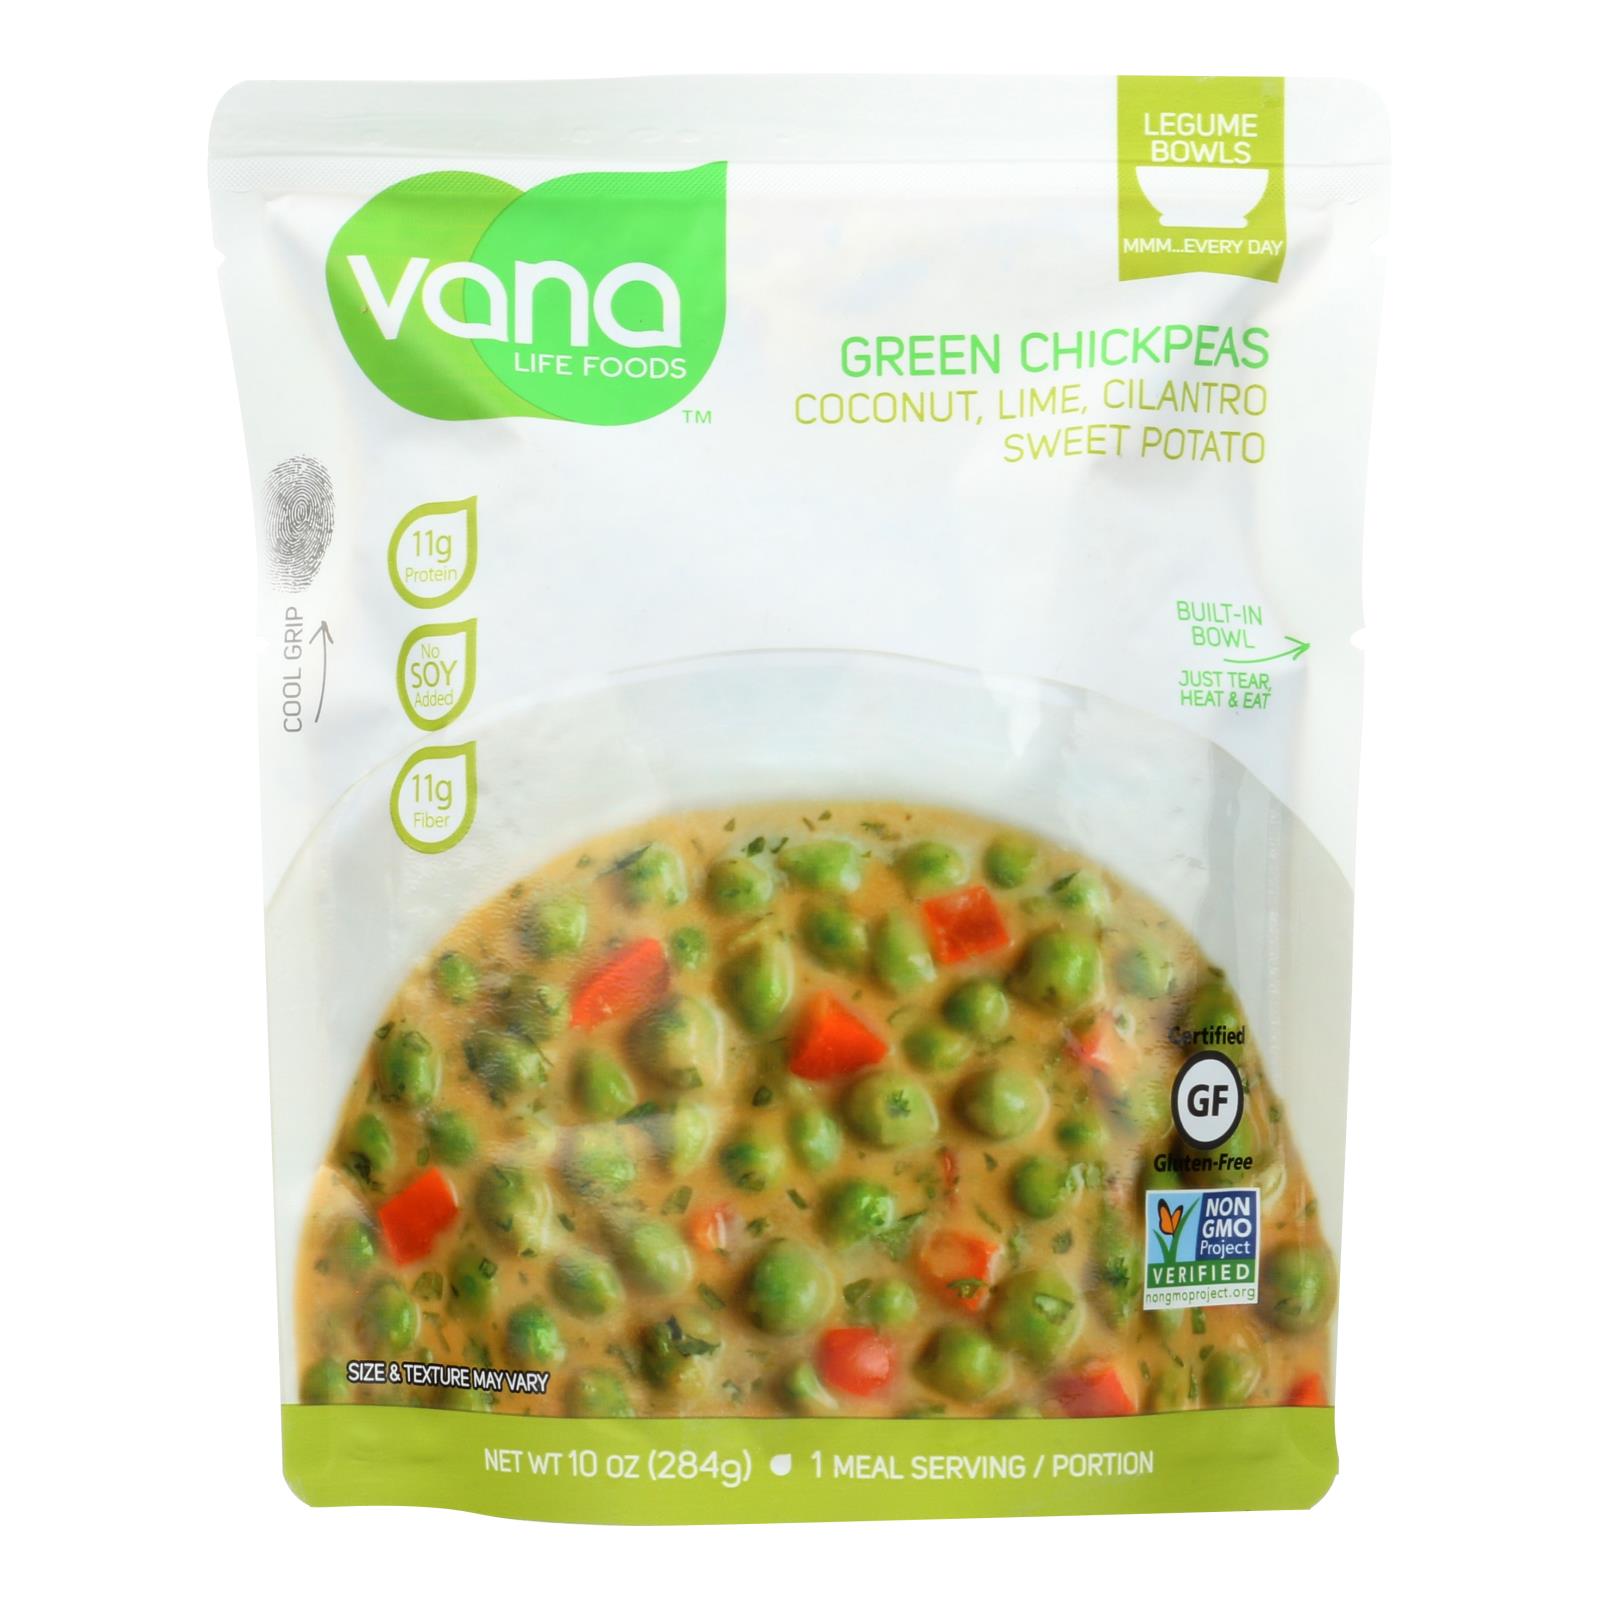 LEGUME
BOWLS
MMM...EVERY DAY
vana
LIFE FOODS
TM
GREEN CHICKPEAS
COCONUT, LIME, CILANTRO
SWEET POTATO
COOL GRIP
11g
Protein
No
SOY
Added
11g
Fiber
BUILT-IN
BOWL
JUST TEAR,
HEAT & EAT
Certified
GF
Gluten-Free
NON
GMO
Project
VERIFIED
nongmoproject.org
SIZE & TEXTURE MAY VARY
NET WT 10 OZ (284g) 1 MEAL SERVING / PORTION